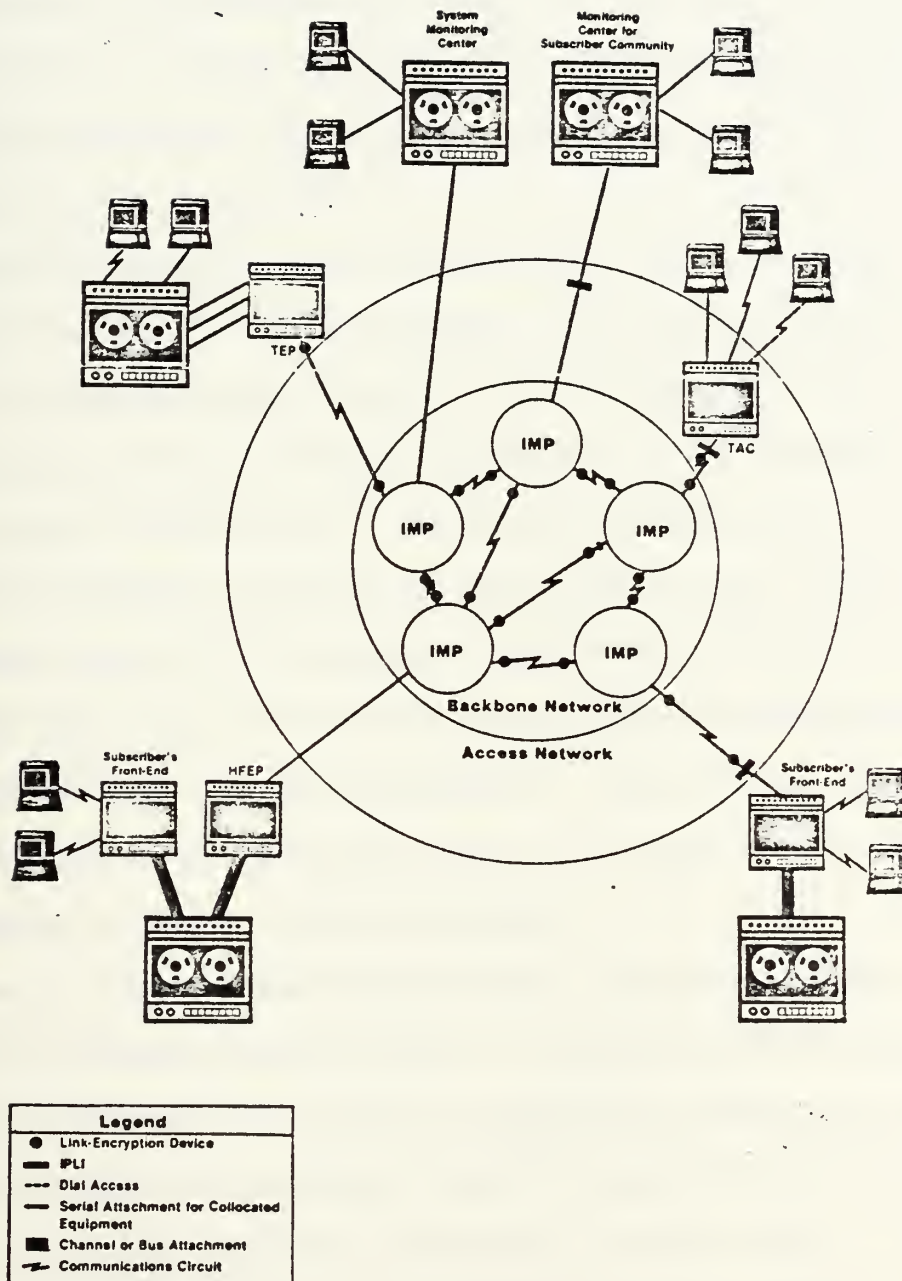 System
Monitoring
Center
Monitoring
Center for
Subscriber Community
TEP
TAC
IMP
IMP
IMP
IMP
IMP
Backbone Network
Access Network
Subscriber's
Front-End
HFEP
Subscriber's
Front-End
Legend
Link-Encryption Device
IPLI
Dial Access
Serial Attachment for Collocated
Equipment
Channel or Bus Attachment
Communications Circuit